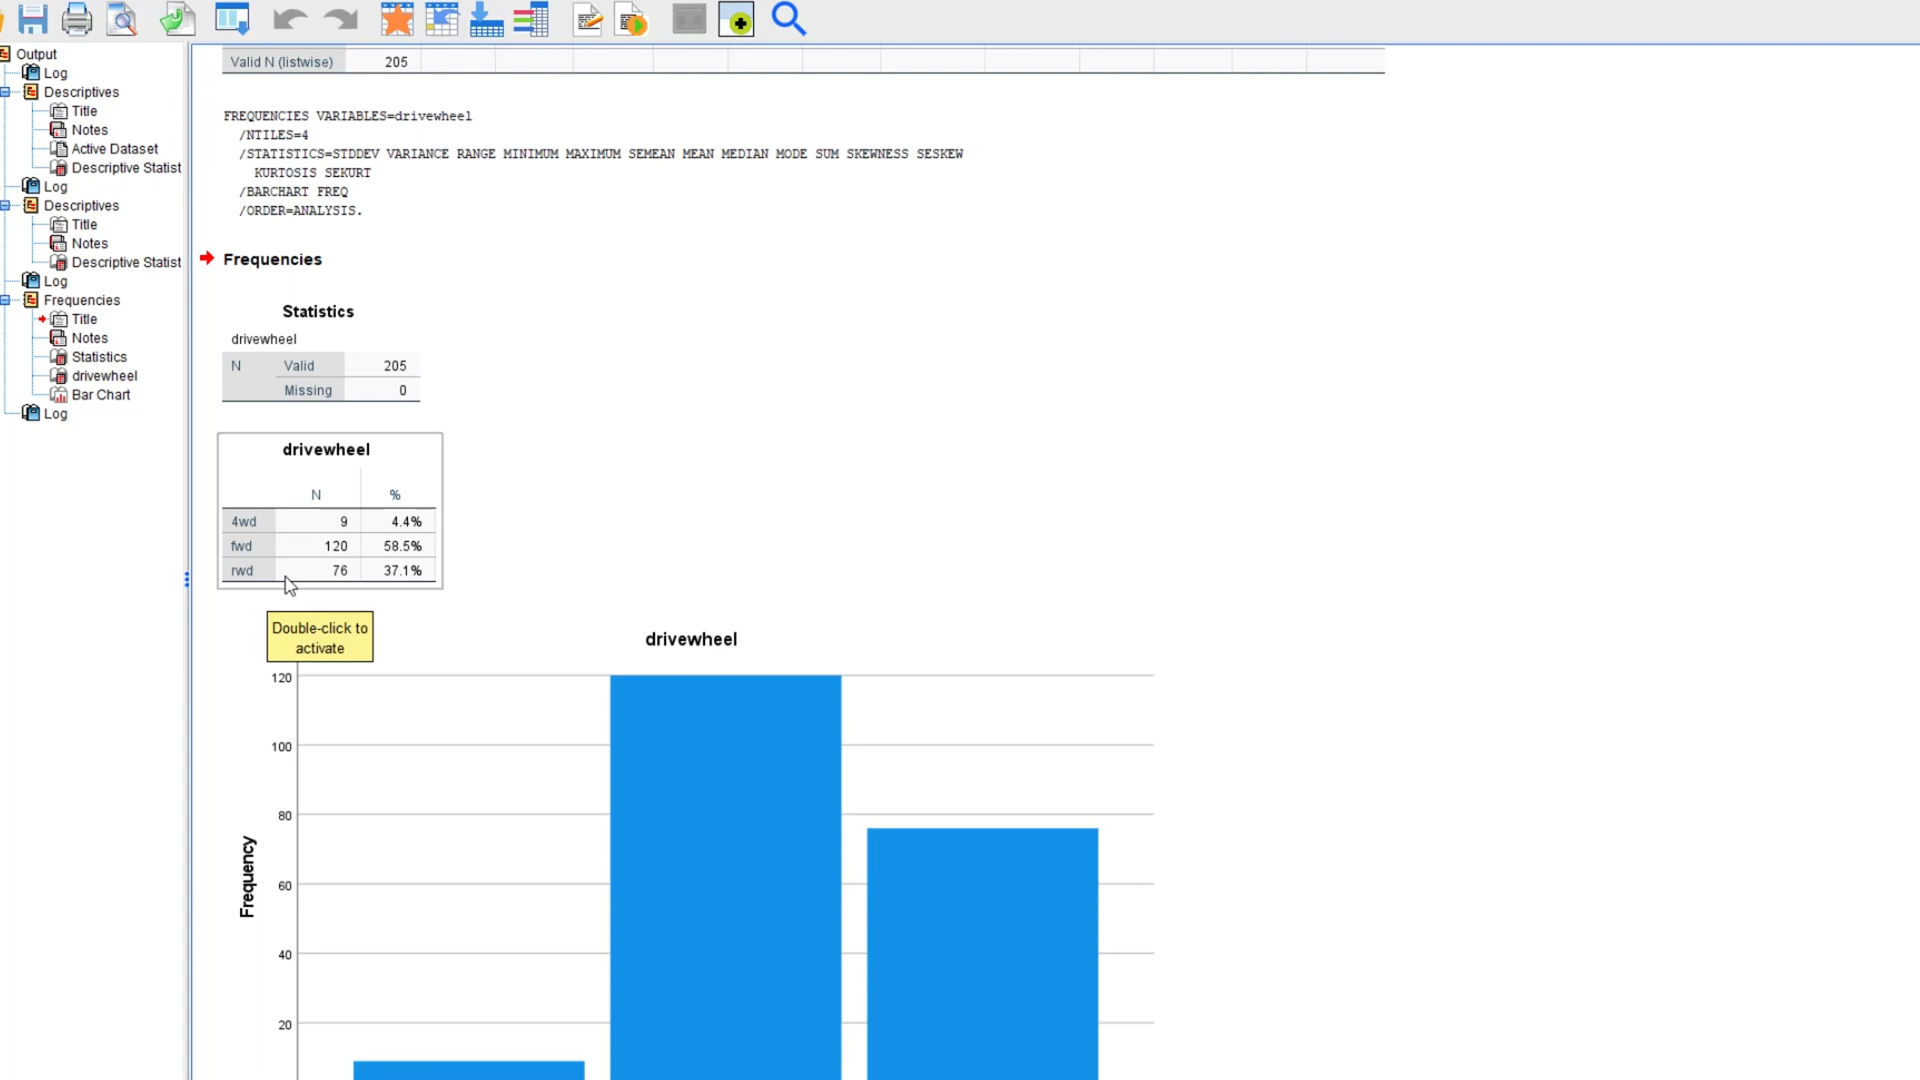 Output
Log
Descriptives
Title
Notes
Active Dataset
Descriptive Statist
Log
Descriptives
Title
Notes
Descriptive Statist
Log
Frequencies
Title
Notes
Statistics
drivewheel
Bar Chart
Log
Valid N (listwise) 205
FREQUENCIES VARIABLES=drivewheel
/NTILES=4
/STATISTICS=STDDEV VARIANCE RANGE MINIMUM MAXIMUM SEMEAN MEAN MEDIAN MODE SUM SKEWNESS SESKEW
KURTOSIS SEKURT
/BARCHART FREQ
/ORDER=ANALYSIS.
Frequencies
Statistics
drivewheel
N Valid 205
Missing 0
drivewheel
N %
4wd 9 4.4%
fwd 120 58.5%
rwd 76 37.1%
Double-click to
activate
drivewheel
120
100
80
60
40
20
Frequency